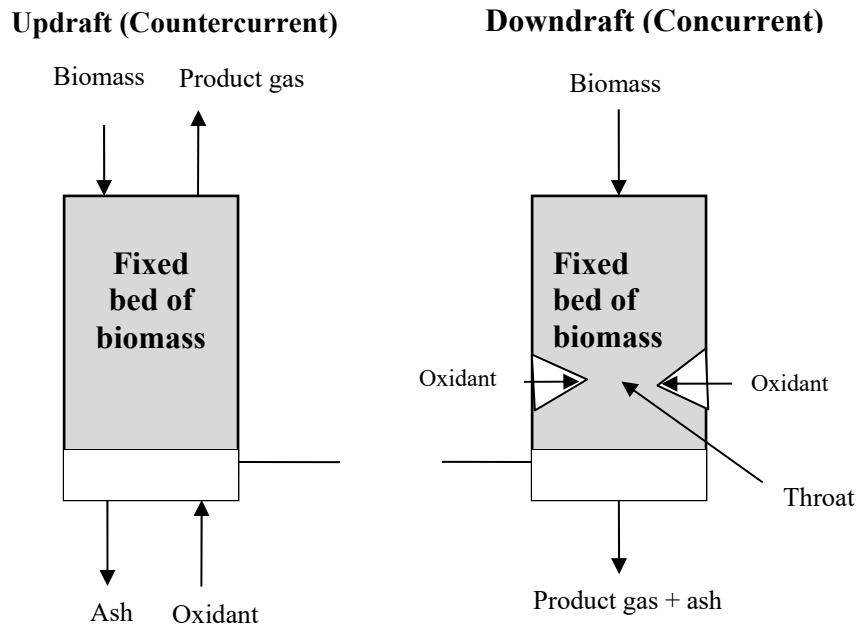 Updraft (Countercurrent)
Biomass
Product gas
Fixed
bed of
biomass
Ash
Oxidant
Downdraft (Concurrent)
Biomass
Fixed
bed of
biomass
Oxidant
Oxidant
Throat
Product gas + ash